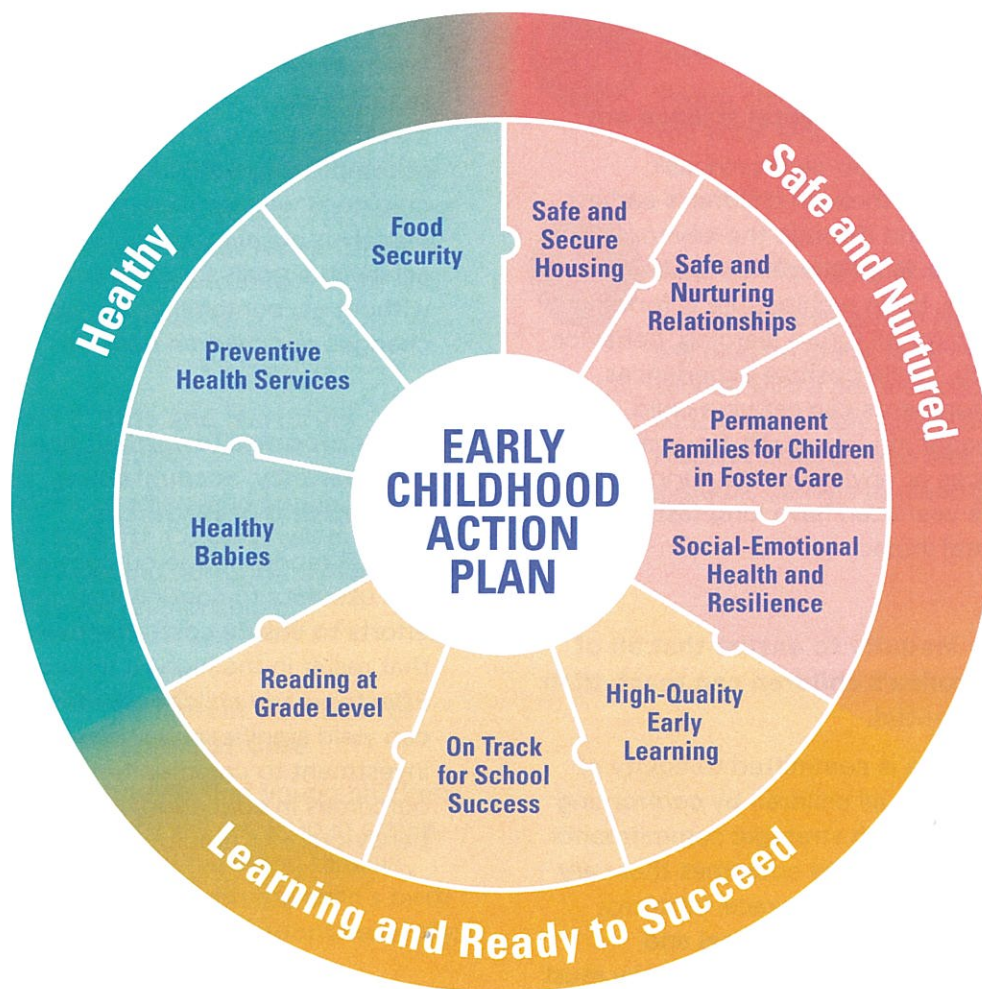 EARLY
CHILDHOOD
ACTION
PLAN
Healthy
Food
Security
Preventive
Health Services
Healthy
Babies
Safe and Nurtured
Safe and
Secure
Housing
Safe and
Nurturing
Relationships
Permanent
Families for Children
in Foster Care
Social-Emotional
Health and
Resilience
Learning and Ready to Succeed
High-Quality
Early
Learning
On Track
for School
Success
Reading at
Grade Level